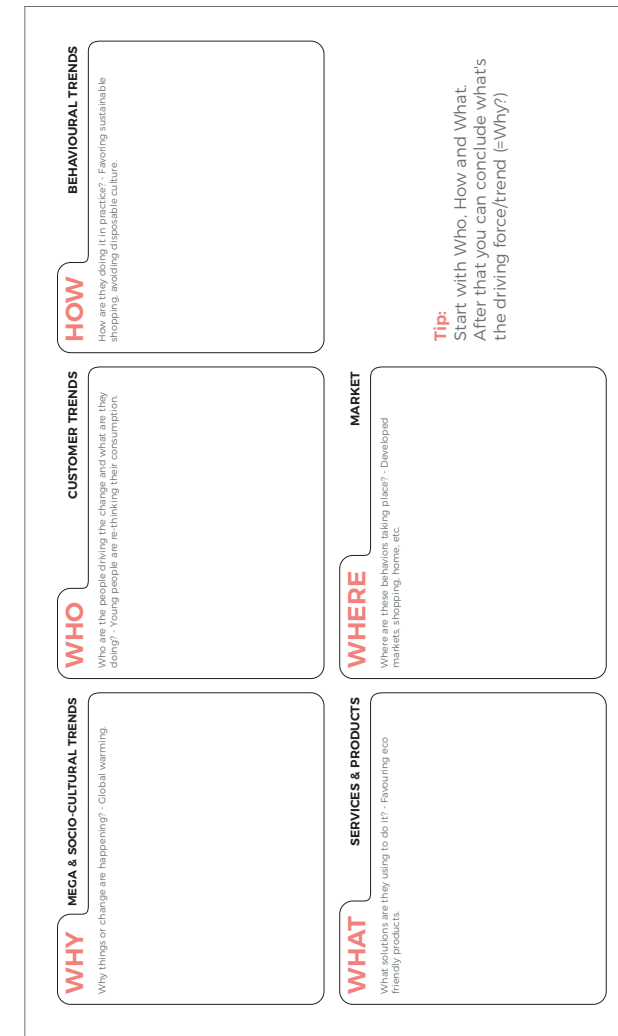 WHY
MEGA & SOCIO-CULTURAL TRENDS
Why things or change are happening? - Global warming.
WHO
CUSTOMER TRENDS
Who are the people driving the change and what are they
doing? - Young people are re-thinking their consumption.
HOW
BEHAVIOURAL TRENDS
How are they doing it in practice? - Favoring sustainable
shopping, avoiding disposable culture.
WHAT
SERVICES & PRODUCTS
What solutions are they using to do it? - Favouring eco
friendly products.
WHERE
MARKET
Where are these behaviors taking place? - Developed
markets, shopping, home, etc.
Tip:
Start with Who, How and What.
After that you can conclude what's
the driving force/trend (=Why?)